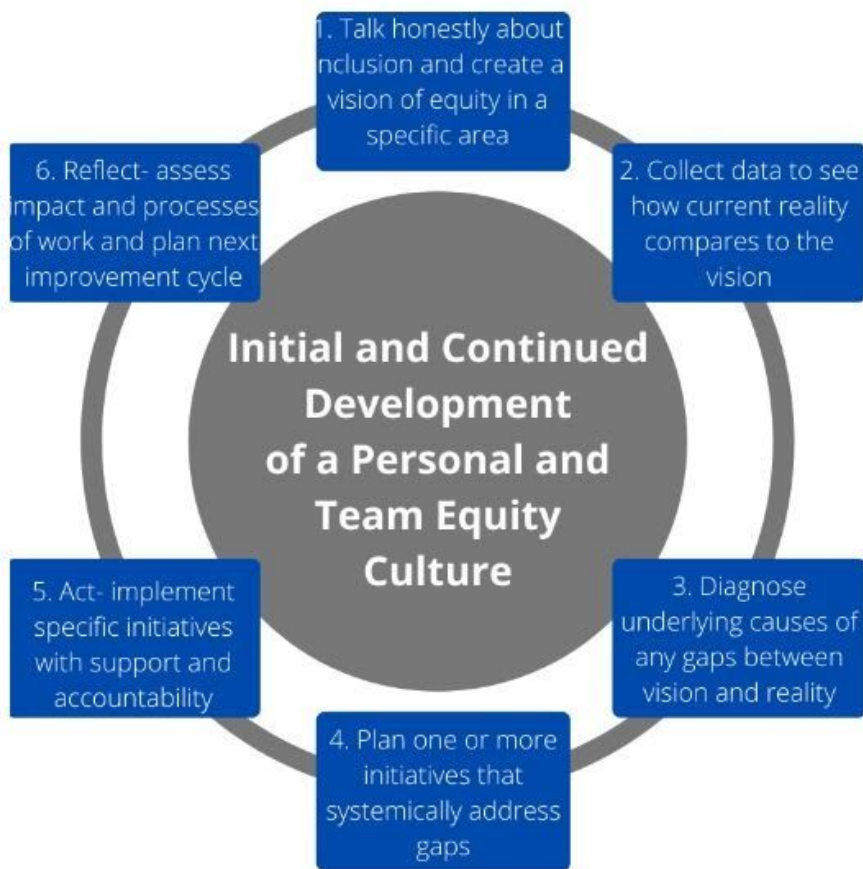 1. Talk honestly about
inclusion and create a
vision of equity in a
specific area
2. Collect data to see
how current reality
compares to the
vision
3. Diagnose
underlying causes of
any gaps between
vision and reality
4. Plan one or more
initiatives that
systemically address
gaps
5. Act- implement
specific initiatives
with support and
accountability
6. Reflect- assess
impact and processes
of work and plan next
improvement cycle
Initial and Continued
Development
of a Personal and
Team Equity
Culture